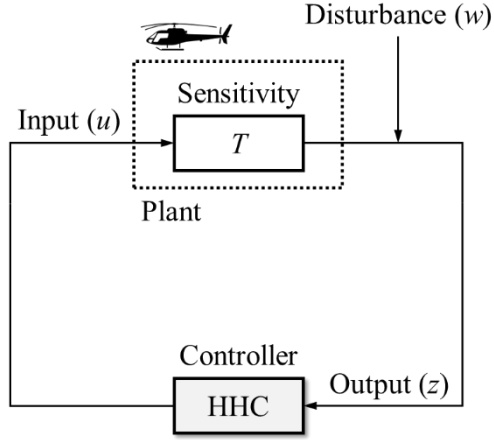 Disturbance (w)
Sensitivity
Input (u)
T
Plant
Controller
Output (z)
HHC